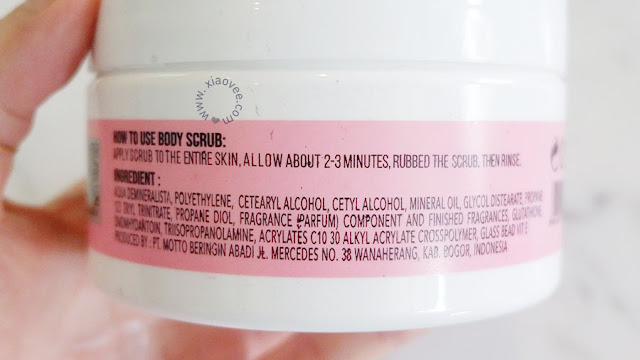 www.xiaovee.com
HOW TO USE BODY SCRUB:
APPLY SCRUB TO THE ENTIRE SKIN, ALLOW ABOUT 2-3 MINUTES, RUBBED THE SCRUB, THEN RINSE.
INGREDIENT :
AQUA DEMINERALISTA, POLYETHYLENE, CETEARYL ALCOHOL, CETYL ALCOHOL, MINERAL OIL, GLYCOL DISTEARATE, PROPANE
TRINITRATE, PROPANE DIOL, FRAGRANCE (PARFUM) COMPONENT AND FINISHED FRAGRANCES, GLUTATHIONE,
TRIISOPROPANOLAMINE, ACRYLATES C10 30 ALKYL ACRYLATE CROSSPOLYMER, GLASS BEAD VIT E
PRODUCED BY : PT. MOTTO BERINGIN ABADI JL. MERCEDES NO. 38 WANAHERANG, KAB. BOGOR, INDONESIA